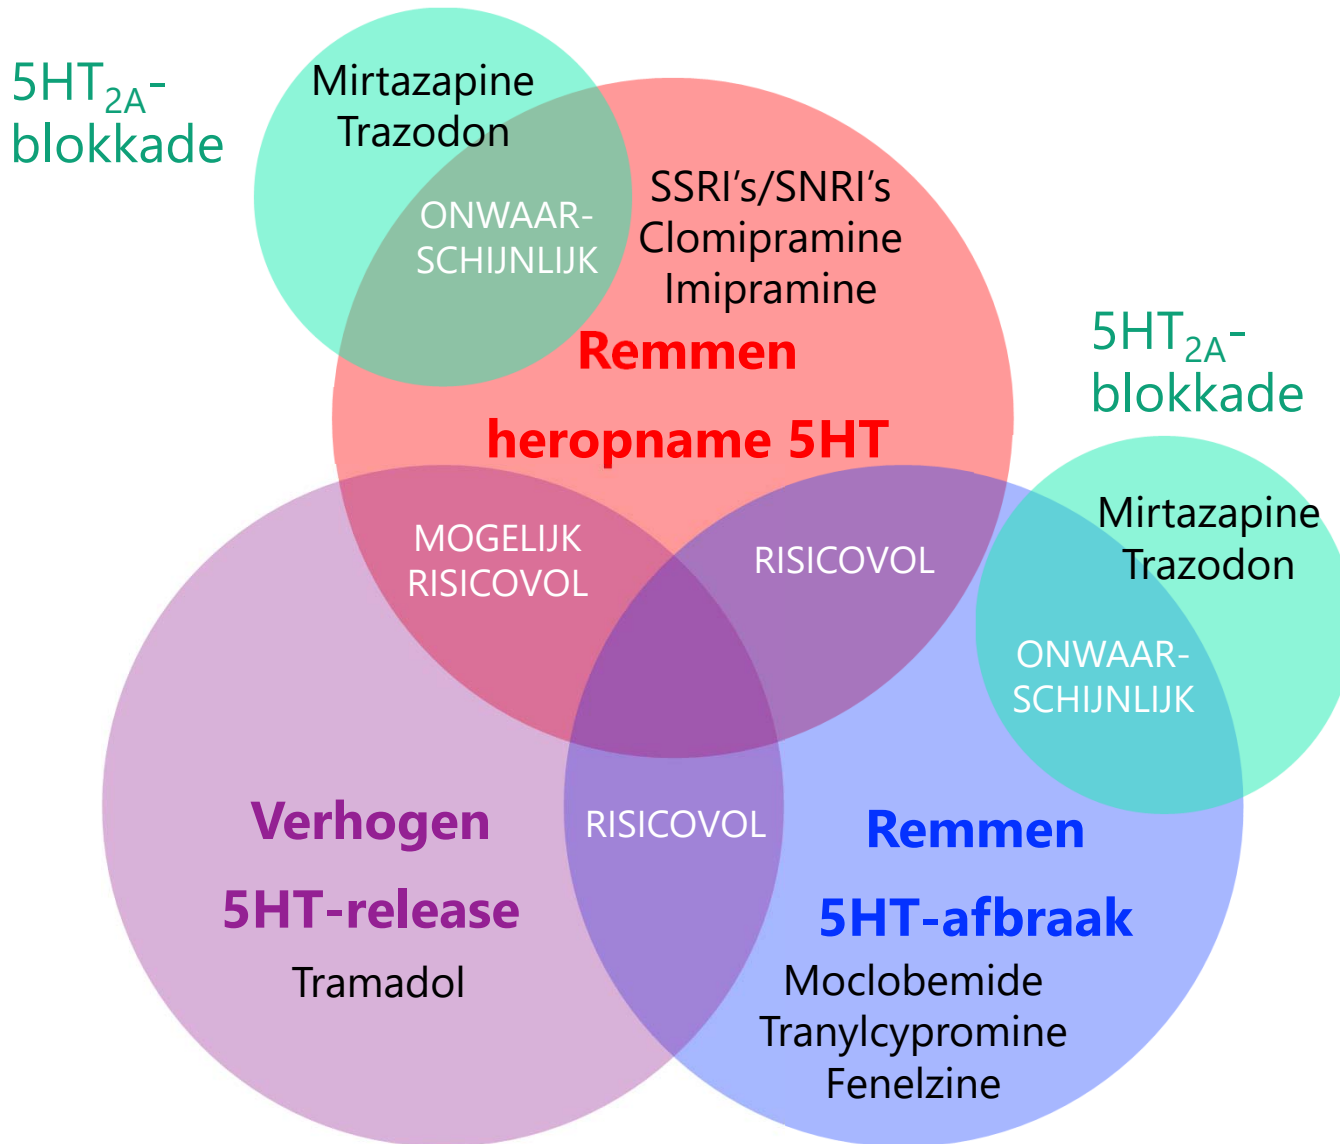 5HT₂A-
blokkade
Mirtazapine
Trazodon
ONWAAR-
SCHIJNLIJK
SSRI's/SNRI's
Clomipramine
Imipramine
Remmen
heropname 5HT
5HT₂A-
blokkade
Mirtazapine
Trazodon
ONWAAR-
SCHIJNLIJK
MOGELIJK
RISICOVOL
RISICOVOL
Verhogen
5HT-release
Tramadol
RISICOVOL
Remmen
5HT-afbraak
Moclobemide
Tranylcypromine
Fenelzine